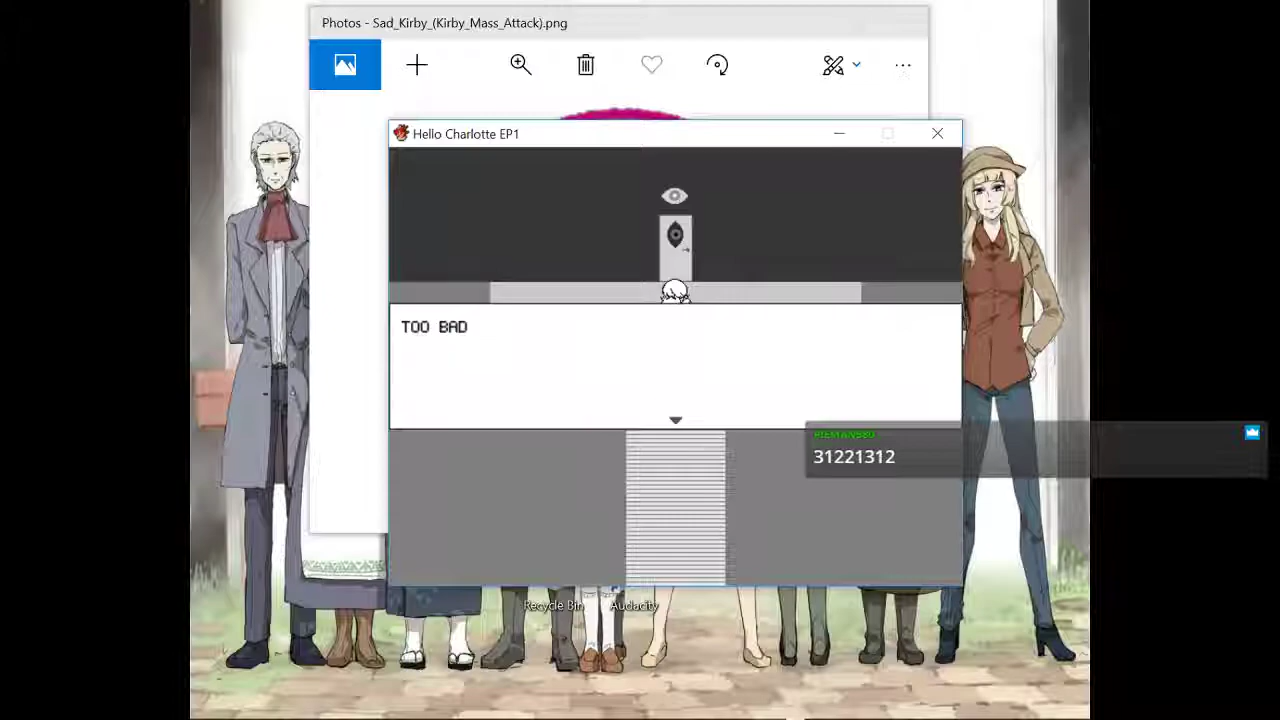 Photos - Sad_Kirby_(Kirby_Mass_Attack).png
Hello Charlotte EP1
TOO BAD
31221312
Recycle Bin
Audacity